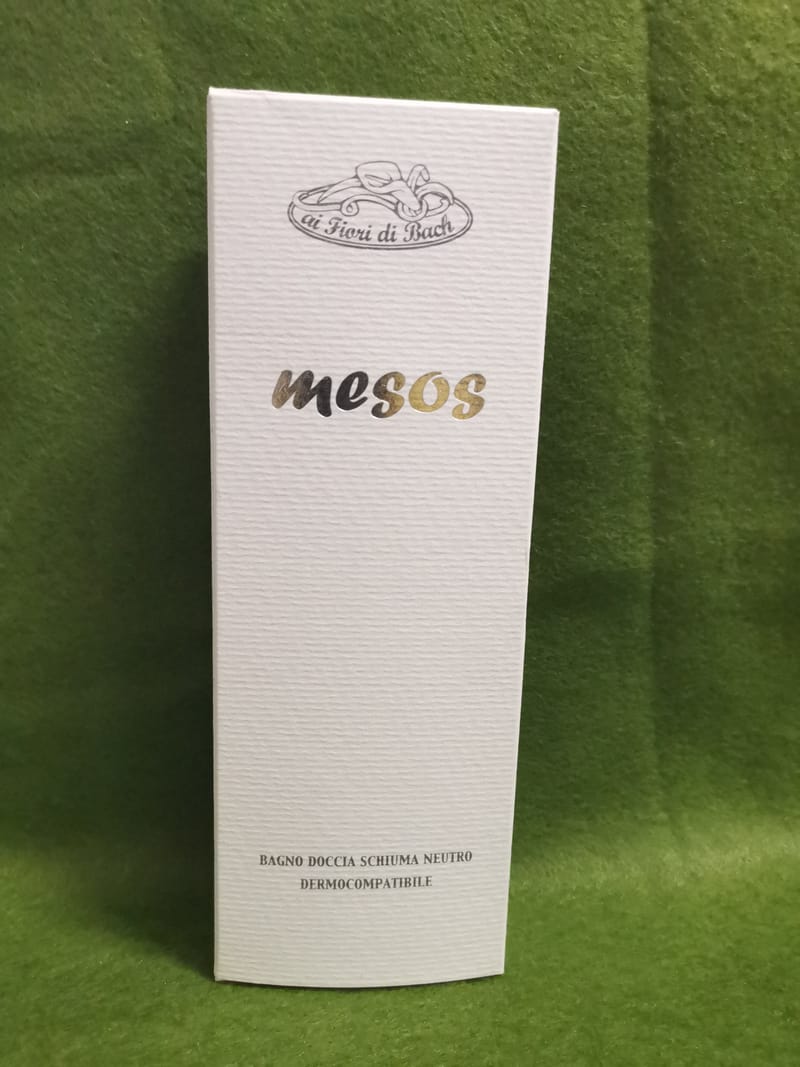 ai Fiori di Bach
mesos
BAGNO DOCCIA SCHIUMA NEUTRO
DERMOCOMPATIBILE